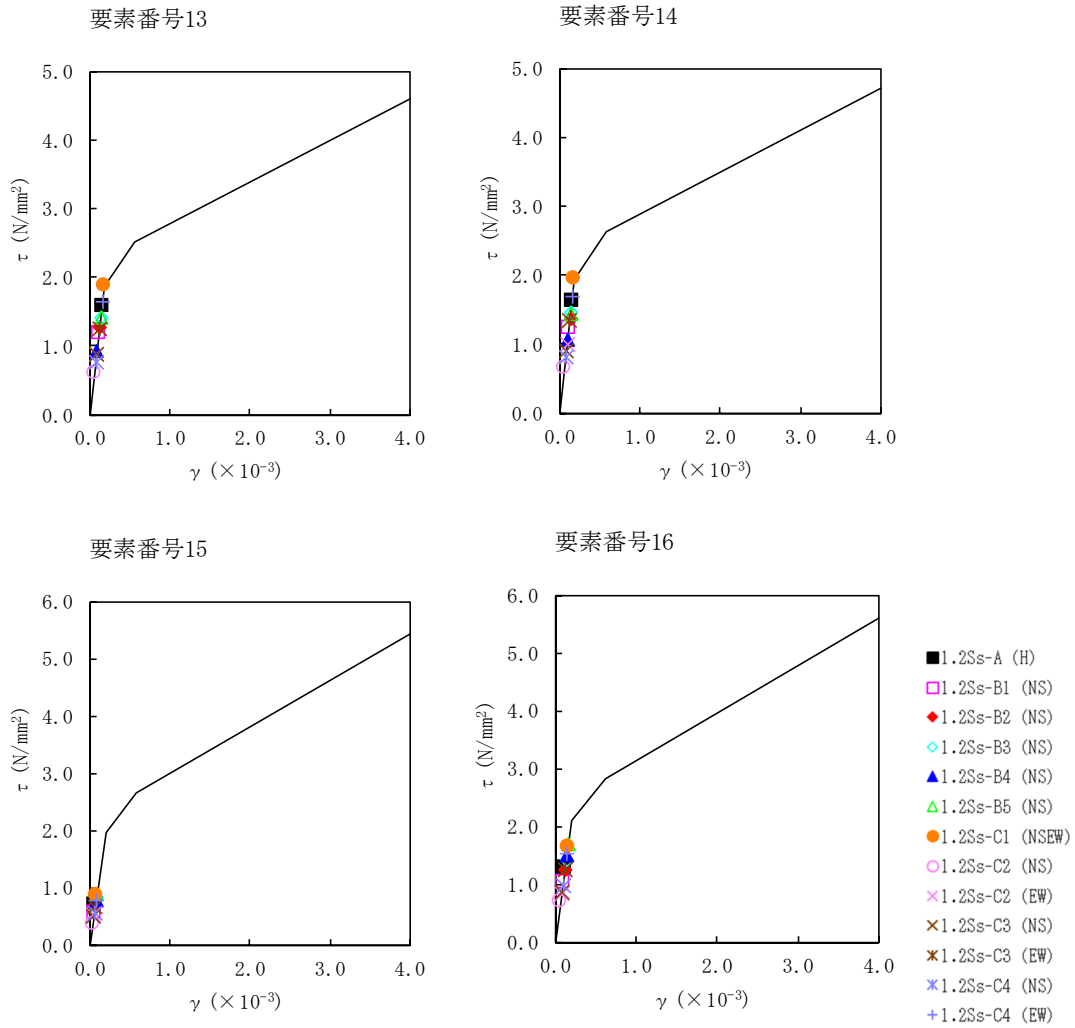 要素番号13
5.0
4.0
3.0
2.0
1.0
0.0
τ (N/mm²)
0.0 1.0 2.0 3.0 4.0
γ (×10⁻³)
要素番号14
5.0
4.0
3.0
2.0
1.0
0.0
τ (N/mm²)
0.0 1.0 2.0 3.0 4.0
γ (×10⁻³)
要素番号15
6.0
5.0
4.0
3.0
2.0
1.0
0.0
τ (N/mm²)
0.0 1.0 2.0 3.0 4.0
γ (×10⁻³)
要素番号16
6.0
5.0
4.0
3.0
2.0
1.0
0.0
τ (N/mm²)
0.0 1.0 2.0 3.0 4.0
γ (×10⁻³)
1.2Ss-A (H)
1.2Ss-B1 (NS)
1.2Ss-B2 (NS)
1.2Ss-B3 (NS)
1.2Ss-B4 (NS)
1.2Ss-B5 (NS)
1.2Ss-C1 (NSEW)
1.2Ss-C2 (NS)
1.2Ss-C2 (EW)
1.2Ss-C3 (NS)
1.2Ss-C3 (EW)
1.2Ss-C4 (NS)
1.2Ss-C4 (EW)